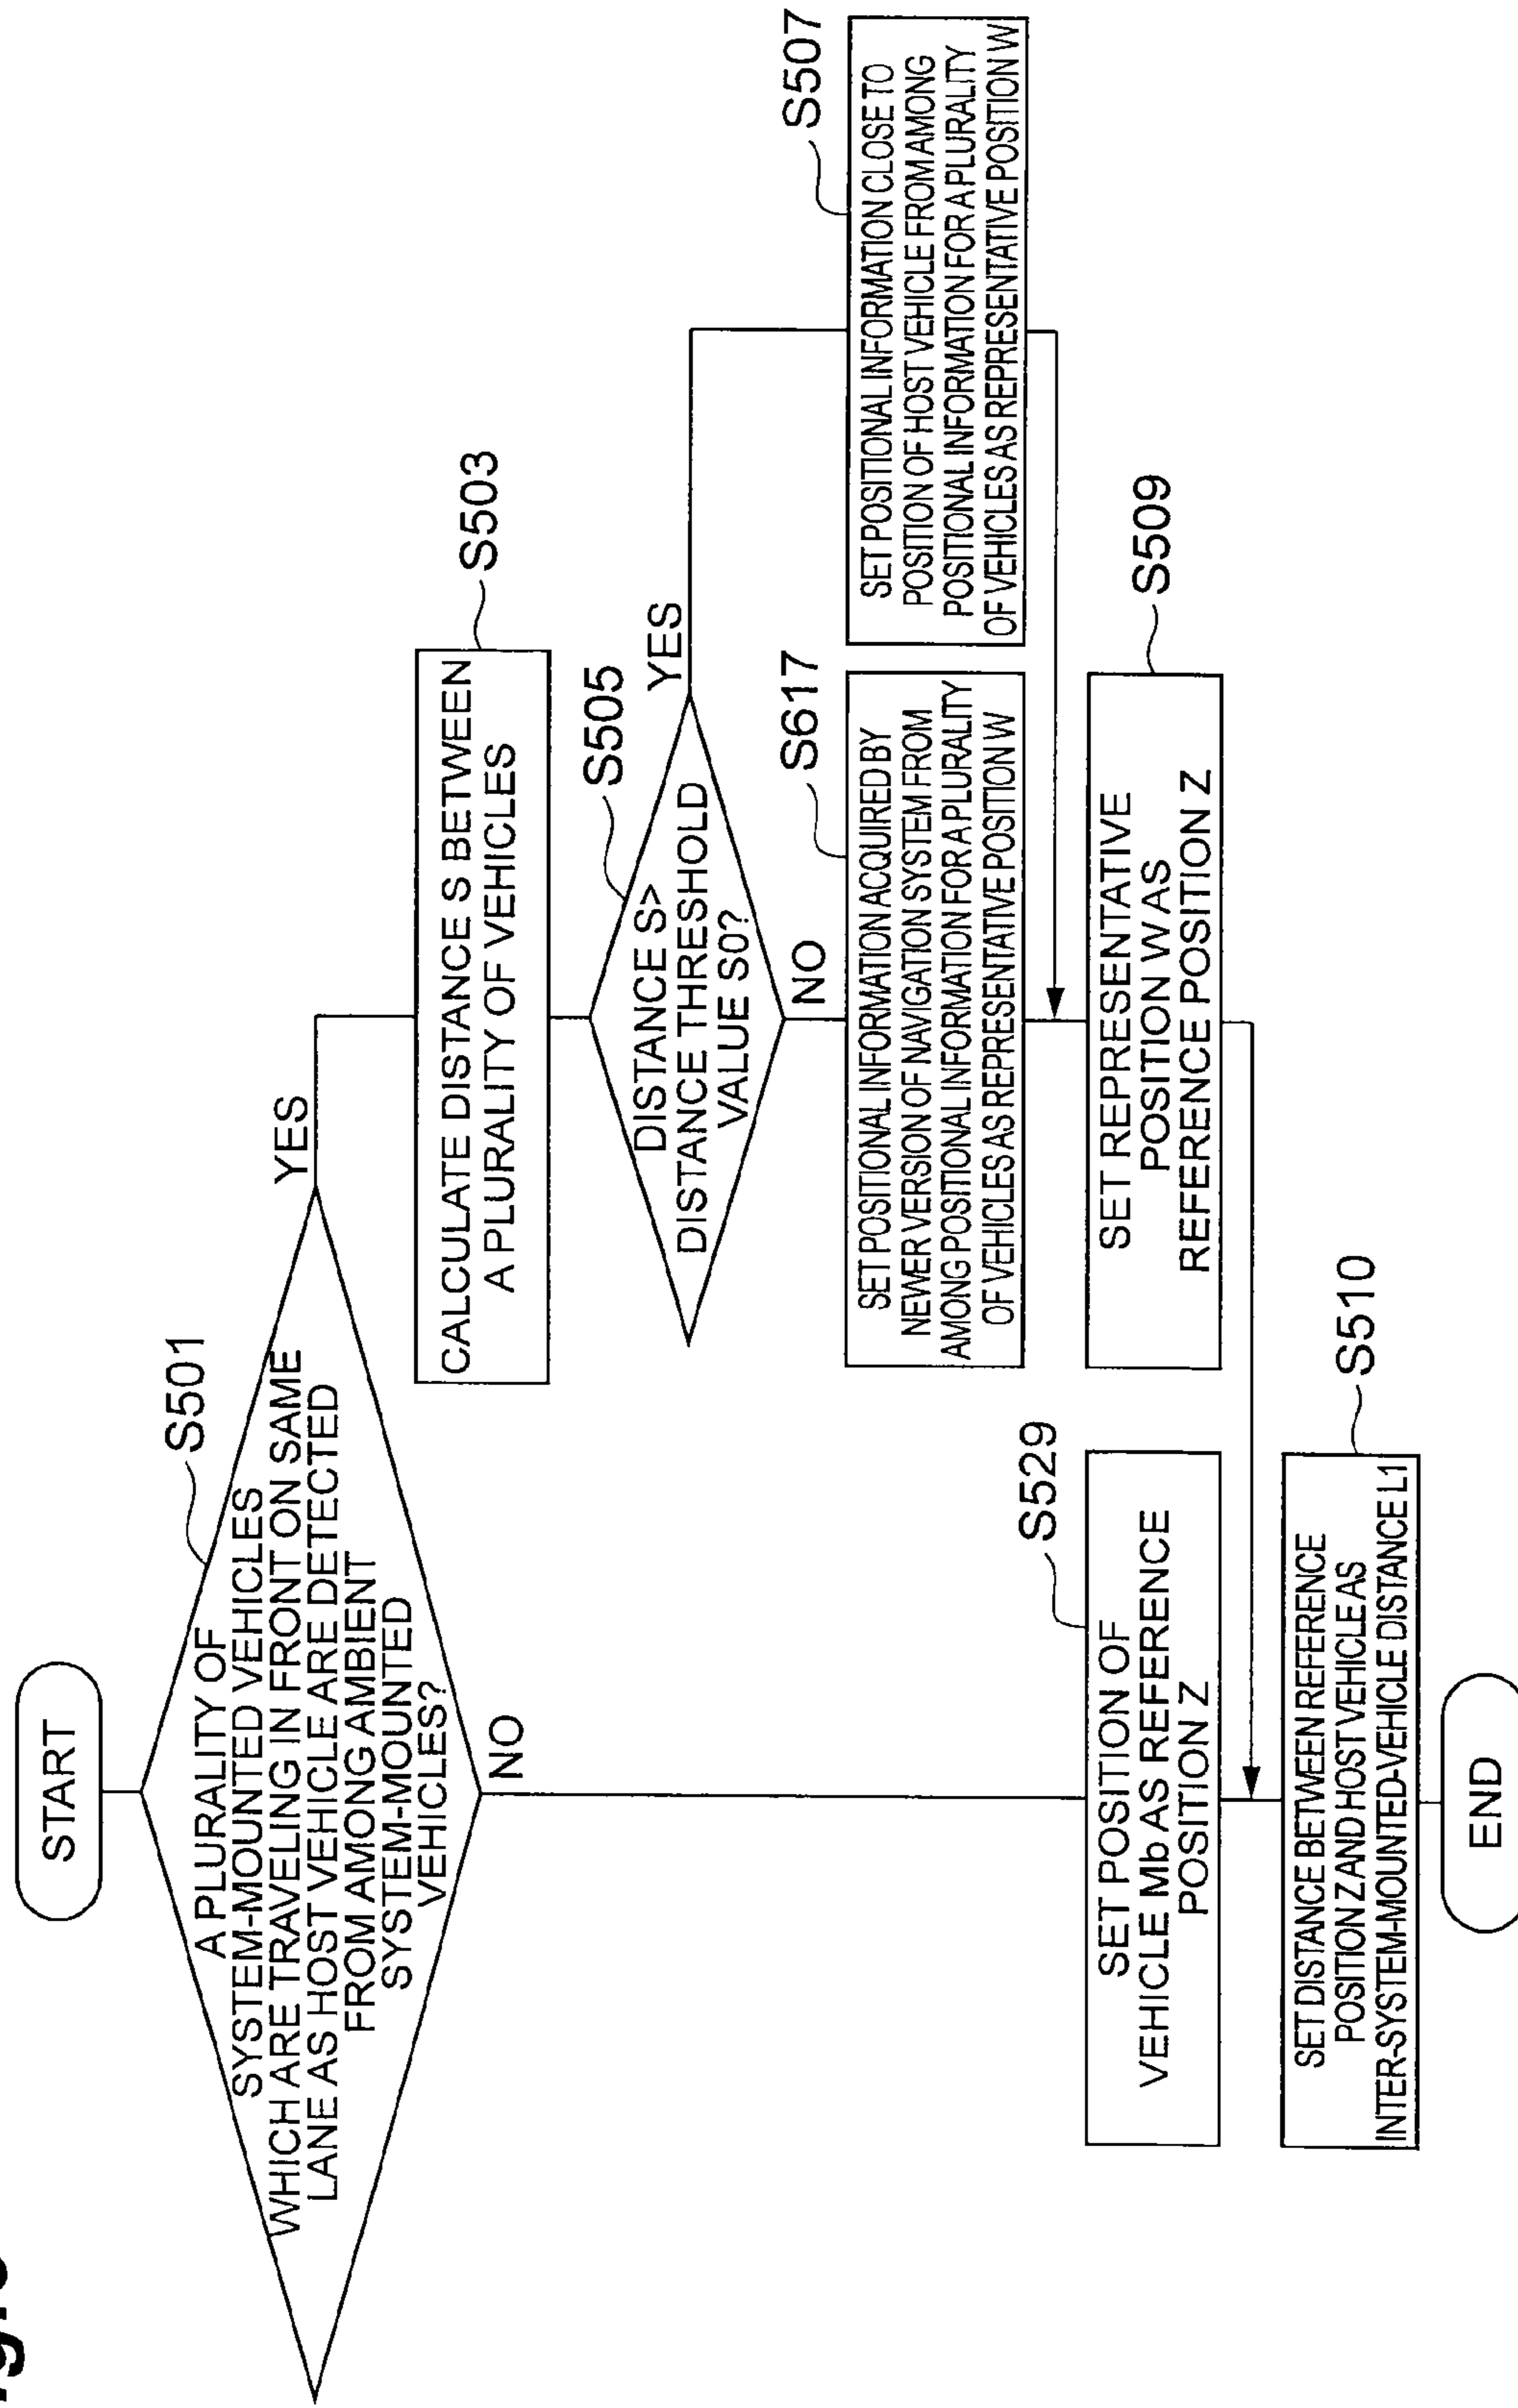 START
S501
A PLURALITY OF
SYSTEM-MOUNTED VEHICLES
WHICH ARE TRAVELING IN FRONT ON SAME
LANE AS HOST VEHICLE ARE DETECTED
FROM AMONG AMBIENT
SYSTEM-MOUNTED
VEHICLES?
YES
NO
S503
CALCULATE DISTANCE S BETWEEN
A PLURALITY OF VEHICLES
S505
DISTANCE S>
DISTANCE THRESHOLD
VALUE S0?
YES
NO
S617
SET POSITIONAL INFORMATION ACQUIRED BY
NEWER VERSION OF NAVIGATION SYSTEM FROM
AMONG POSITIONAL INFORMATION FOR A PLURALITY
OF VEHICLES AS REPRESENTATIVE POSITION W
S507
SET POSITIONAL INFORMATION CLOSE TO
POSITION OF HOST VEHICLE FROM AMONG
POSITIONAL INFORMATION FOR A PLURALITY
OF VEHICLES AS REPRESENTATIVE POSITION W
S529
SET POSITION OF
VEHICLE Mb AS REFERENCE
POSITION Z
S509
SET REPRESENTATIVE
POSITION W AS
REFERENCE POSITION Z
S510
SET DISTANCE BETWEEN REFERENCE
POSITION Z AND HOST VEHICLE AS
INTER-SYSTEM-MOUNTED-VEHICLE DISTANCE L1
END